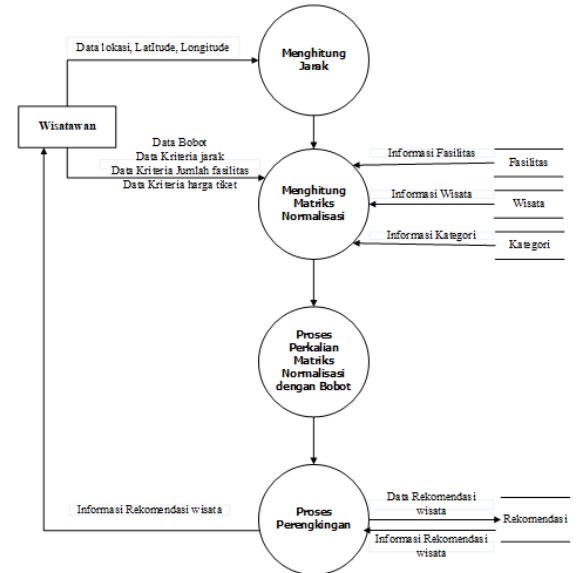 Data lokasi, Latitude, Longitude
Menghitung
Jarak
Wisatawan
Data Bobot
Data Kriteria jarak
Data Kriteria Jumlah fasilitas
Data Kriteria harga tiket
Menghitung
Matriks
Normalisasi
Informasi Fasilitas
Fasilitas
Informasi Wisata
Wisata
Informasi Kategori
Kategori
Proses
Perkalian
Matriks
Normalisasi
dengan Bobot
Informasi Rekomendasi wisata
Proses
Perengkingan
Data Rekomendasi
wisata
Rekomendasi
Informasi Rekomendasi
wisata